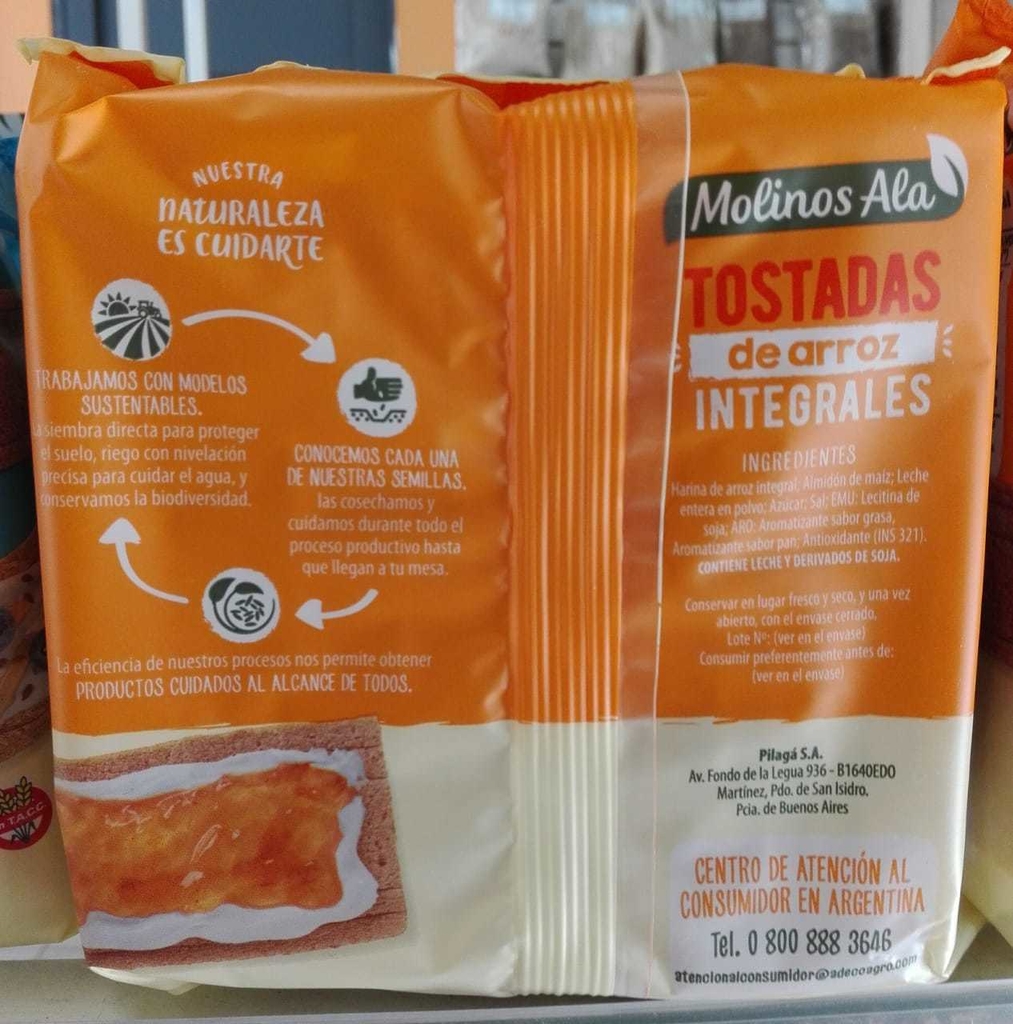 NUESTRA
NATURALEZA
ES CUIDARTE
TRABAJAMOS CON MODELOS
SUSTENTABLES.
La siembra directa para proteger
el suelo, riego con nivelación
precisa para cuidar el agua, y
conservamos la biodiversidad.
CONOCEMOS CADA UNA
DE NUESTRAS SEMILLAS,
las cosechamos y
cuidamos durante todo el
proceso productivo hasta
que llegan a tu mesa.
La eficiencia de nuestros procesos nos permite obtener
PRODUCTOS CUIDADOS AL ALCANCE DE TODOS.
T.A.C.C
Molinos Ala
TOSTADAS
de arroz
INTEGRALES
INGREDIENTES
Harina de arroz integral; Almidón de maíz; Leche
entera en polvo; Azúcar; Sal; EMU: Lecitina de
soja; ARO: Aromatizante sabor grasa,
Aromatizante sabor pan; Antioxidante (INS 321).
CONTIENE LECHE Y DERIVADOS DE SOJA.
Conservar en lugar fresco y seco, y una vez
abierto, con el envase cerrado.
Lote Nº: (ver en el envase)
Consumir preferentemente antes de:
(ver en el envase)
Pilagá S.A.
Av. Fondo de la Legua 936 - B1640EDO
Martínez, Pdo. de San Isidro.
Pcia. de Buenos Aires
CENTRO DE ATENCIÓN AL
CONSUMIDOR EN ARGENTINA
Tel. 0 800 888 3646
atencionalconsumidor@adecoagro.com